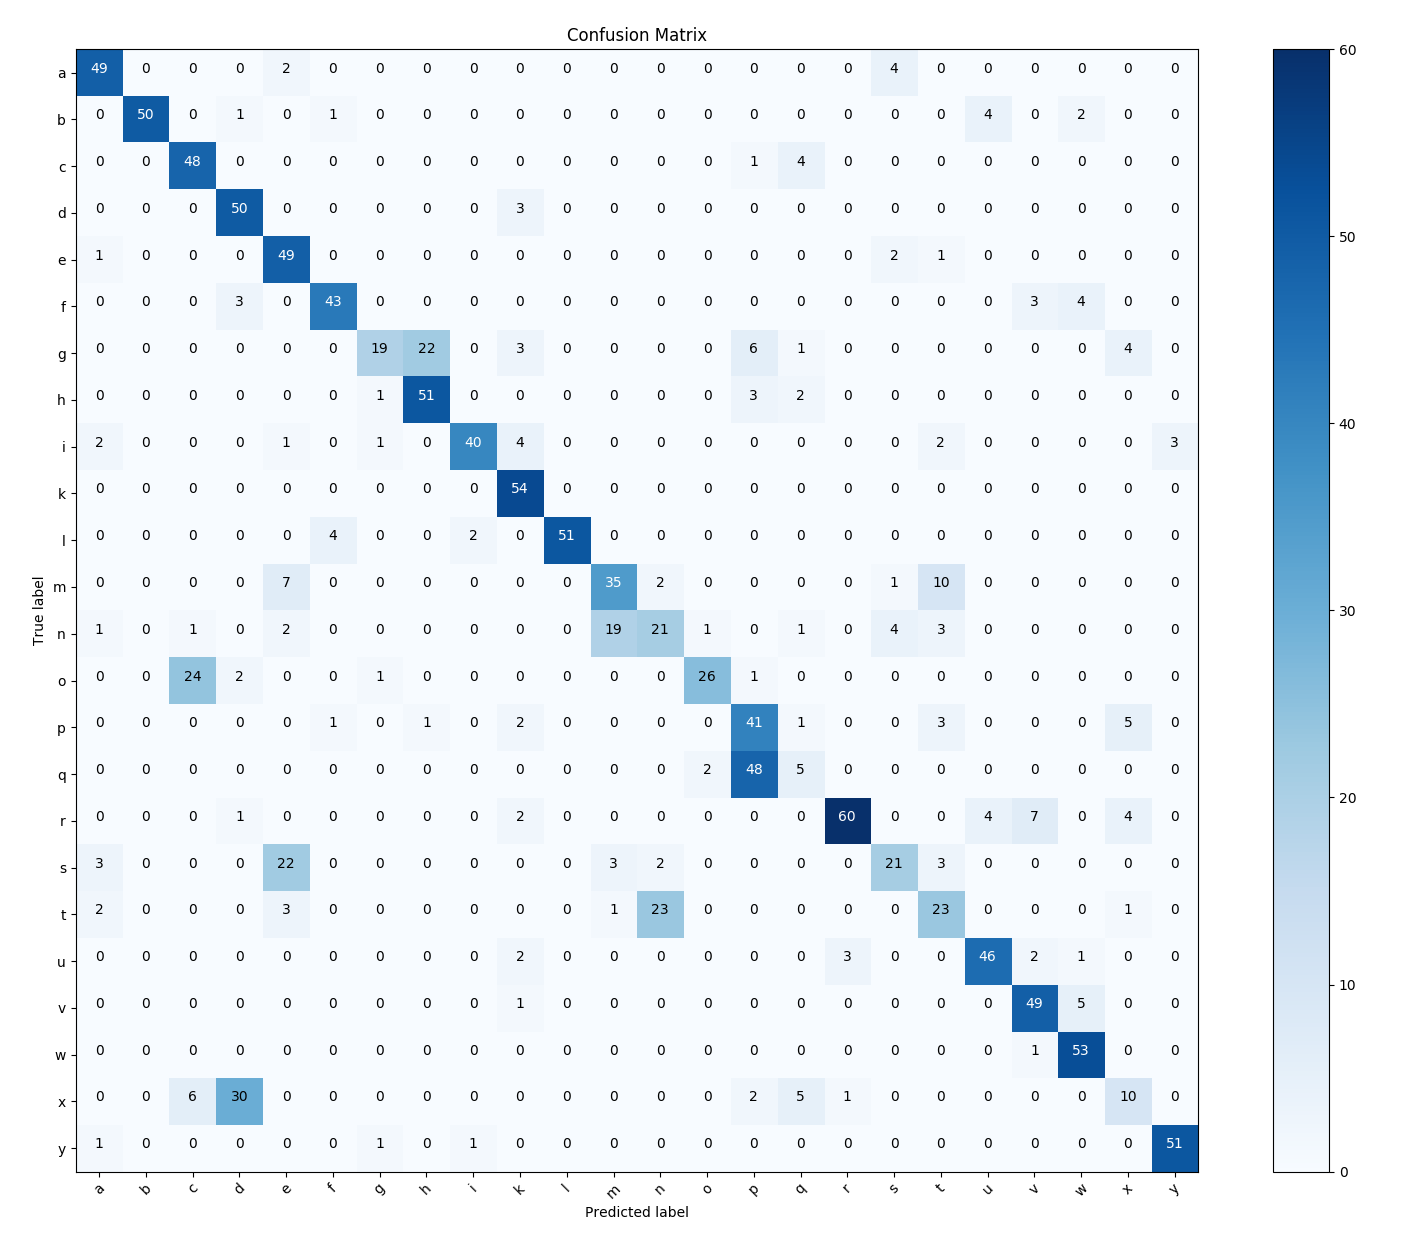 Confusion Matrix
a 49 0 0 0 2 0 0 0 0 0 0 0 0 0 0 0 0 4 0 0 0 0 0 0
b 0 50 0 1 0 1 0 0 0 0 0 0 0 0 0 0 0 0 0 4 0 2 0 0
c 0 0 48 0 0 0 0 0 0 0 0 0 0 0 1 4 0 0 0 0 0 0 0 0
d 0 0 0 50 0 0 0 0 0 3 0 0 0 0 0 0 0 0 0 0 0 0 0 0
e 1 0 0 0 49 0 0 0 0 0 0 0 0 0 0 0 0 2 1 0 0 0 0 0
f 0 0 0 3 0 43 0 0 0 0 0 0 0 0 0 0 0 0 0 0 3 4 0 0
g 0 0 0 0 0 0 19 22 0 3 0 0 0 0 6 1 0 0 0 0 0 0 4 0
h 0 0 0 0 0 0 1 51 0 0 0 0 0 0 3 2 0 0 0 0 0 0 0 0
i 2 0 0 0 1 0 1 0 40 4 0 0 0 0 0 0 0 0 2 0 0 0 0 3
k 0 0 0 0 0 0 0 0 0 54 0 0 0 0 0 0 0 0 0 0 0 0 0 0
l 0 0 0 0 0 4 0 0 2 0 51 0 0 0 0 0 0 0 0 0 0 0 0 0
m 0 0 0 0 7 0 0 0 0 0 0 35 2 0 0 0 0 1 10 0 0 0 0 0
n 1 0 1 0 2 0 0 0 0 0 0 19 21 1 0 1 0 4 3 0 0 0 0 0
o 0 0 24 2 0 0 1 0 0 0 0 0 0 26 1 0 0 0 0 0 0 0 0 0
p 0 0 0 0 0 1 0 1 0 2 0 0 0 0 41 1 0 0 3 0 0 0 5 0
q 0 0 0 0 0 0 0 0 0 0 0 0 0 2 48 5 0 0 0 0 0 0 0 0
r 0 0 0 1 0 0 0 0 0 2 0 0 0 0 0 0 60 0 0 4 7 0 4 0
s 3 0 0 0 22 0 0 0 0 0 0 3 2 0 0 0 0 21 3 0 0 0 0 0
t 2 0 0 0 3 0 0 0 0 0 0 1 23 0 0 0 0 0 23 0 0 0 1 0
u 0 0 0 0 0 0 0 0 0 2 0 0 0 0 0 0 3 0 0 46 2 1 0 0
v 0 0 0 0 0 0 0 0 0 1 0 0 0 0 0 0 0 0 0 0 49 5 0 0
w 0 0 0 0 0 0 0 0 0 0 0 0 0 0 0 0 0 0 0 0 1 53 0 0
x 0 0 6 30 0 0 0 0 0 0 0 0 0 0 2 5 1 0 0 0 0 0 10 0
y 1 0 0 0 0 0 1 0 1 0 0 0 0 0 0 0 0 0 0 0 0 0 0 51
a b c d e f g h i k l m n o p q r s t u v w x y
Predicted label
True label
60
50
40
30
20
10
0